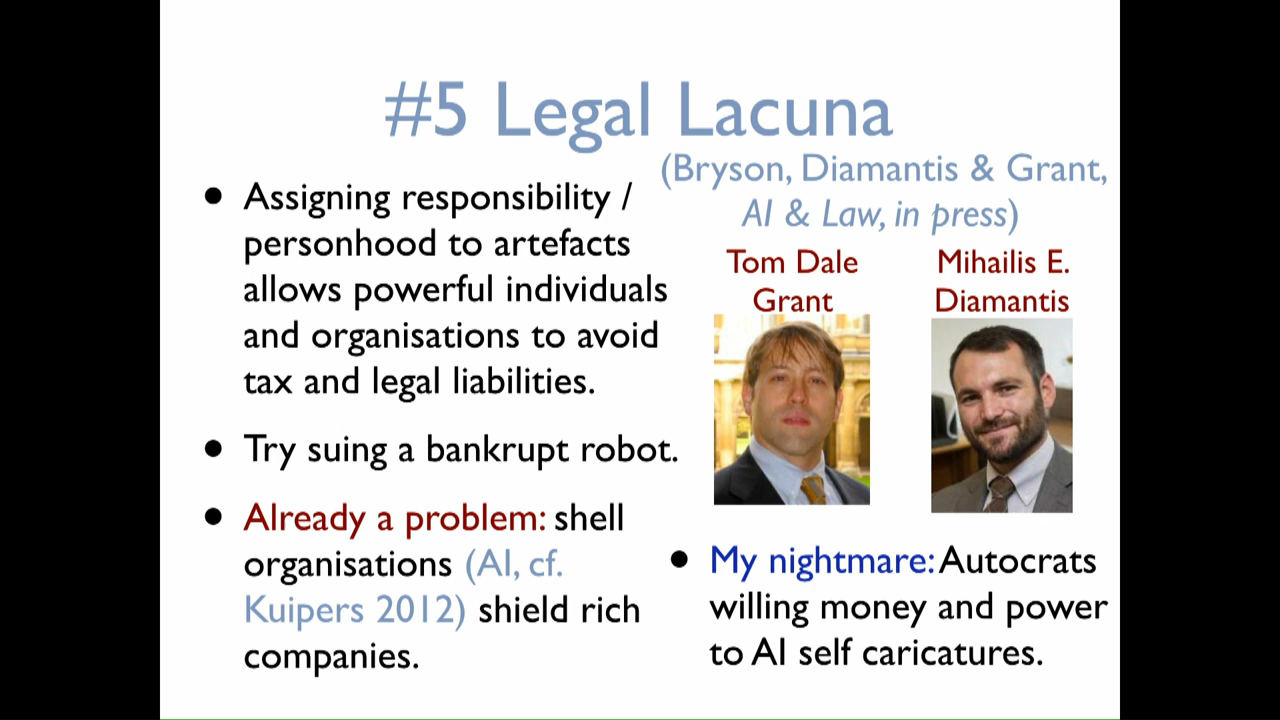 #5 Legal Lacuna
(Bryson, Diamantis & Grant,
AI & Law, in press)
• Assigning responsibility /
personhood to artefacts
allows powerful individuals
and organisations to avoid
tax and legal liabilities.
• Try suing a bankrupt robot.
• Already a problem: shell
organisations (AI, cf.
Kuipers 2012) shield rich
companies.
Tom Dale
Grant
Mihailis E.
Diamantis
• My nightmare: Autocrats
willing money and power
to AI self caricatures.